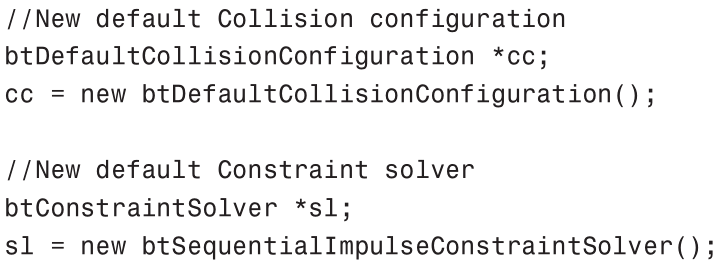 //New default Collision configuration
btDefaultCollisionConfiguration *cc;
cc = new btDefaultCollisionConfiguration();
//New default Constraint solver
btConstraintSolver *sl;
sl = new btSequentialImpulseConstraintSolver();